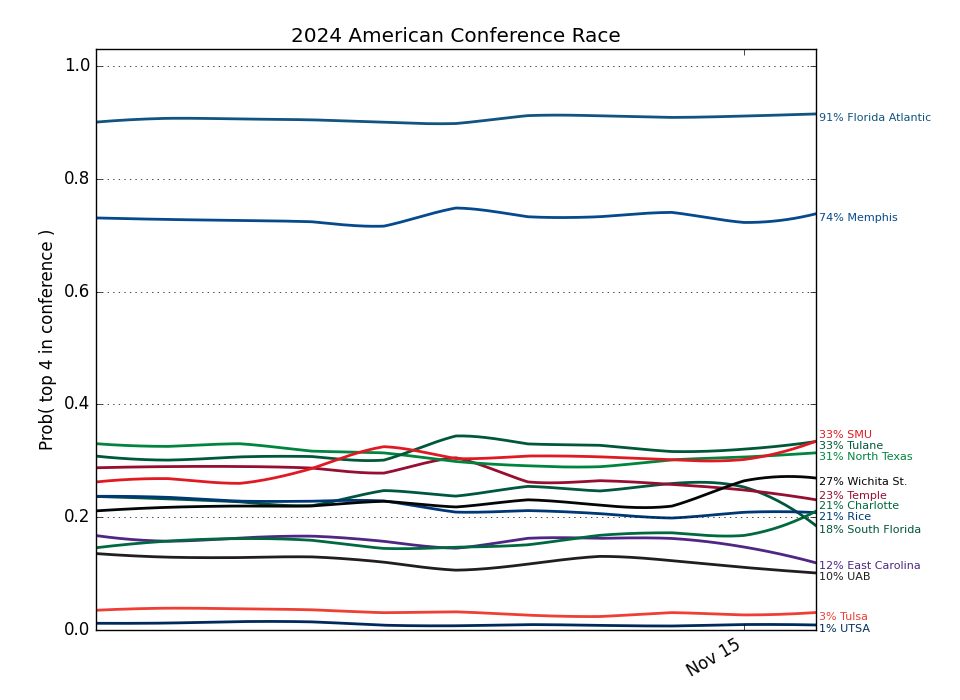 2024 American Conference Race
Prob( top 4 in conference )
1.0
0.8
0.6
0.4
0.2
0.0
91% Florida Atlantic
74% Memphis
33% SMU
33% Tulane
31% North Texas
27% Wichita St.
23% Temple
21% Charlotte
21% Rice
18% South Florida
12% East Carolina
10% UAB
3% Tulsa
1% UTSA
Nov 15